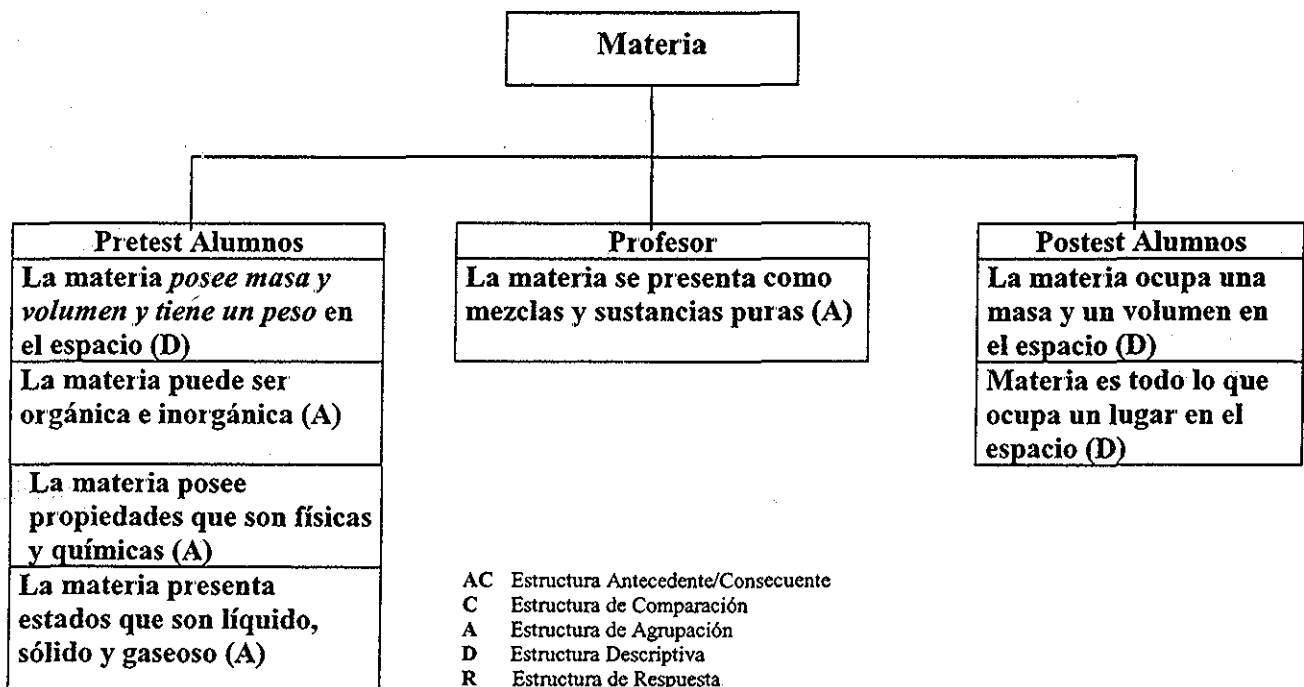 Materia
Pretest Alumnos
La materia posee masa y
volumen y tiene un peso en
el espacio (D)
La materia puede ser
orgánica e inorgánica (A)
La materia posee
propiedades que son físicas
y químicas (A)
La materia presenta
estados que son líquido,
sólido y gaseoso (A)
Profesor
La materia se presenta como
mezclas y sustancias puras (A)
Postest Alumnos
La materia ocupa una
masa y un volumen en
el espacio (D)
Materia es todo lo que
ocupa un lugar en el
espacio (D)
AC Estructura Antecedente/Consecuente
C Estructura de Comparación
A Estructura de Agrupación
D Estructura Descriptiva
R Estructura de Respuesta